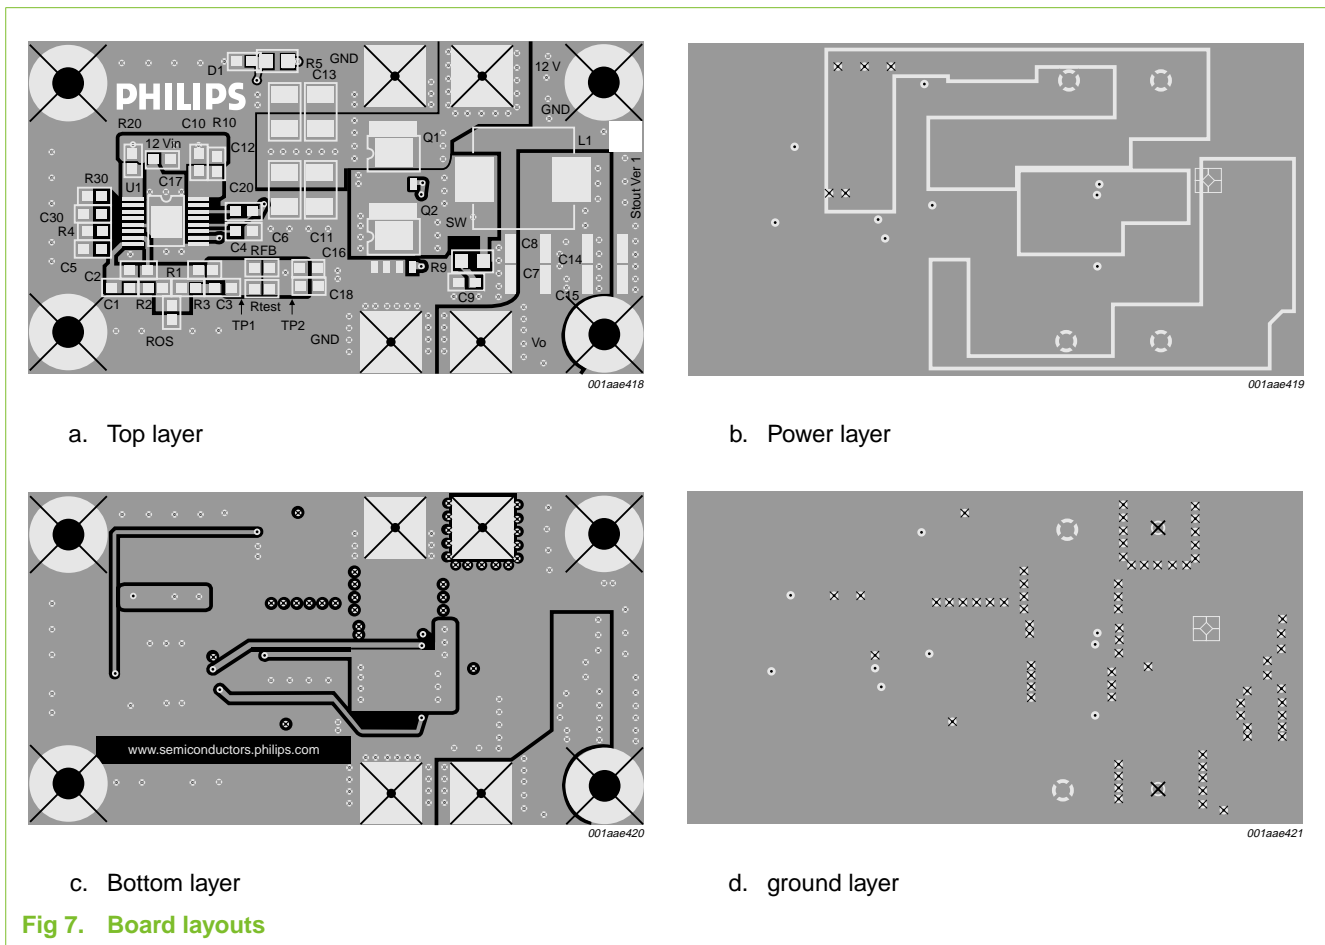 D1
R5
GND
C13
12 V
PHILIPS
GND
R20
C10
R10
Q1
L1
12 Vin
C12
R30
U1
C17
C20
Stout Ver 1
C30
Q2
R4
SW
C4
C6
C11
C8
C5
RFB
C16
R9
C14
C2
R1
C7
C1
R2
R3
C3
Rtest
C18
C9
C15
TP1
TP2
ROS
GND
Vo
001aae418
001aae419
a. Top layer
b. Power layer
www.semiconductors.philips.com
001aae420
001aae421
c. Bottom layer
d. ground layer
Fig 7. Board layouts